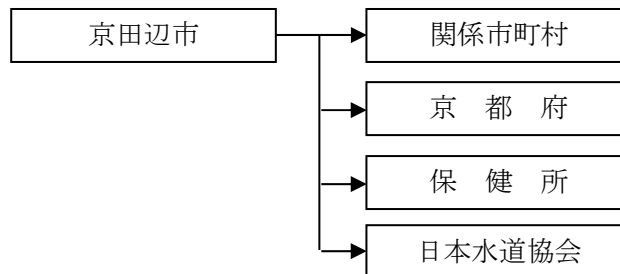 京田辺市
関係市町村
京　都　府
保　健　所
日本水道協会